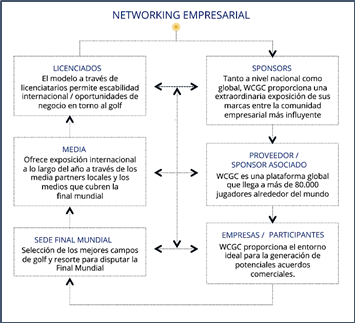 NETWORKING EMPRESARIAL
LICENCIADOS
El modelo a través de
licenciatarios permite escabilidad
internacional / oportunidades de
negocio en torno al golf
SPONSORS
Tanto a nivel nacional como
global, WCGC proporciona una
extraordinaria exposición de sus
marcas entre la comunidad
empresarial más influyente
MEDIA
Ofrece exposición internacional
a lo largo del año a través de los
media partners locales y los
medios que cubren la
final mundial
PROVEEDOR /
SPONSOR ASOCIADO
WCGC es una plataforma global
que llega a más de 80.000
jugadores alrededor del mundo
SEDE FINAL MUNDIAL
Selección de los mejores campos
de golf y resorte para disputar la
Final Mundial
EMPRESAS / PARTICIPANTES
WCGC proporciona el entorno
ideal para la generación de
potenciales acuerdos
comerciales.